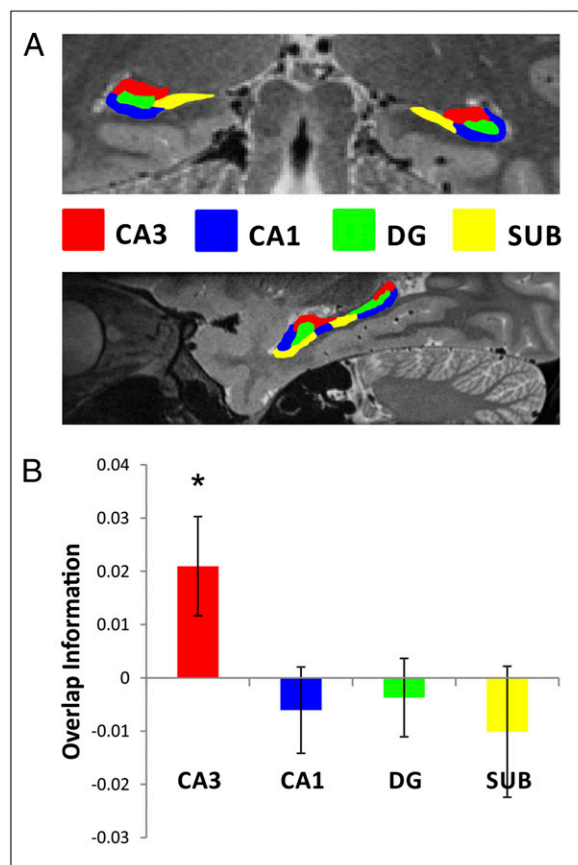 A
CA3 CA1 DG SUB
B
0.04
0.03
0.02
0.01
0
-0.01
-0.02
-0.03
Overlap Information
*
CA3 CA1 DG SUB